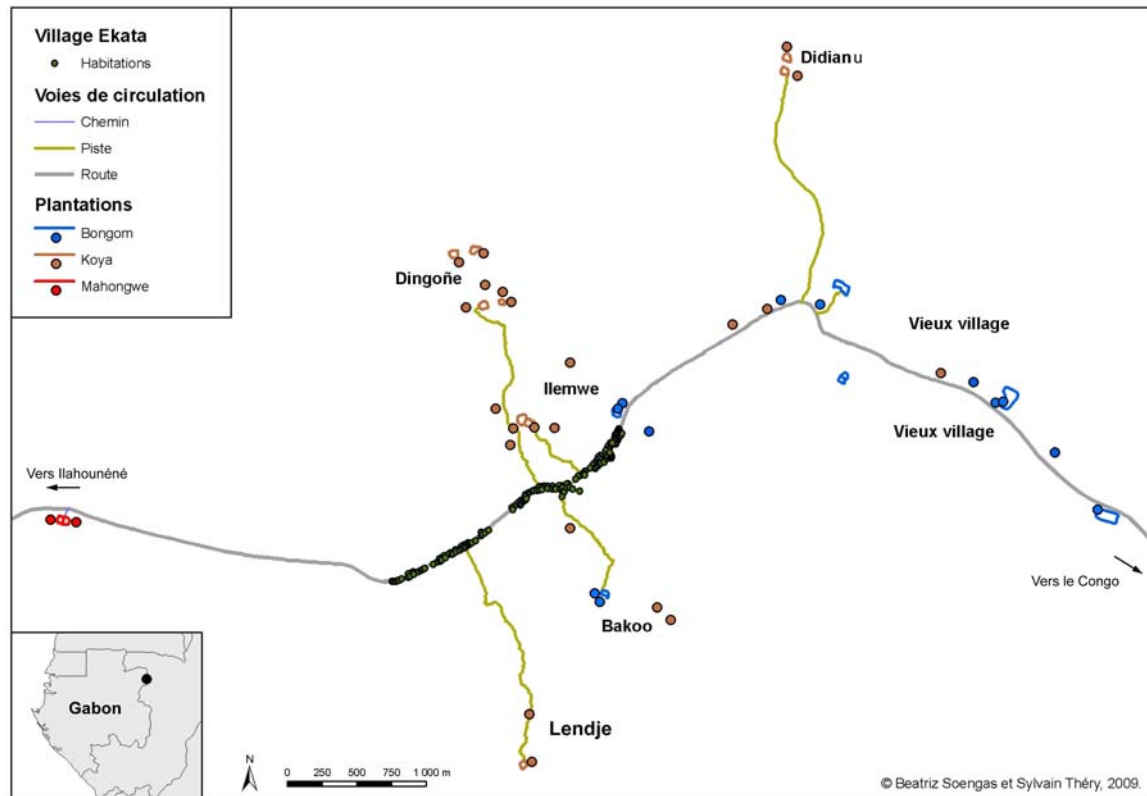 Village Ekata
Habitations
Voies de circulation
Chemin
Piste
Route
Plantations
Bongom
Koya
Mahongwe
Didianu
Dingoñe
Ilemwe
Vieux village
Vieux village
Vers Ilahounéné
Vers le Congo
Bakoo
Lendje
Gabon
N
0 250 500 1 000 m
© Beatriz Soengas et Sylvain Théry, 2009.